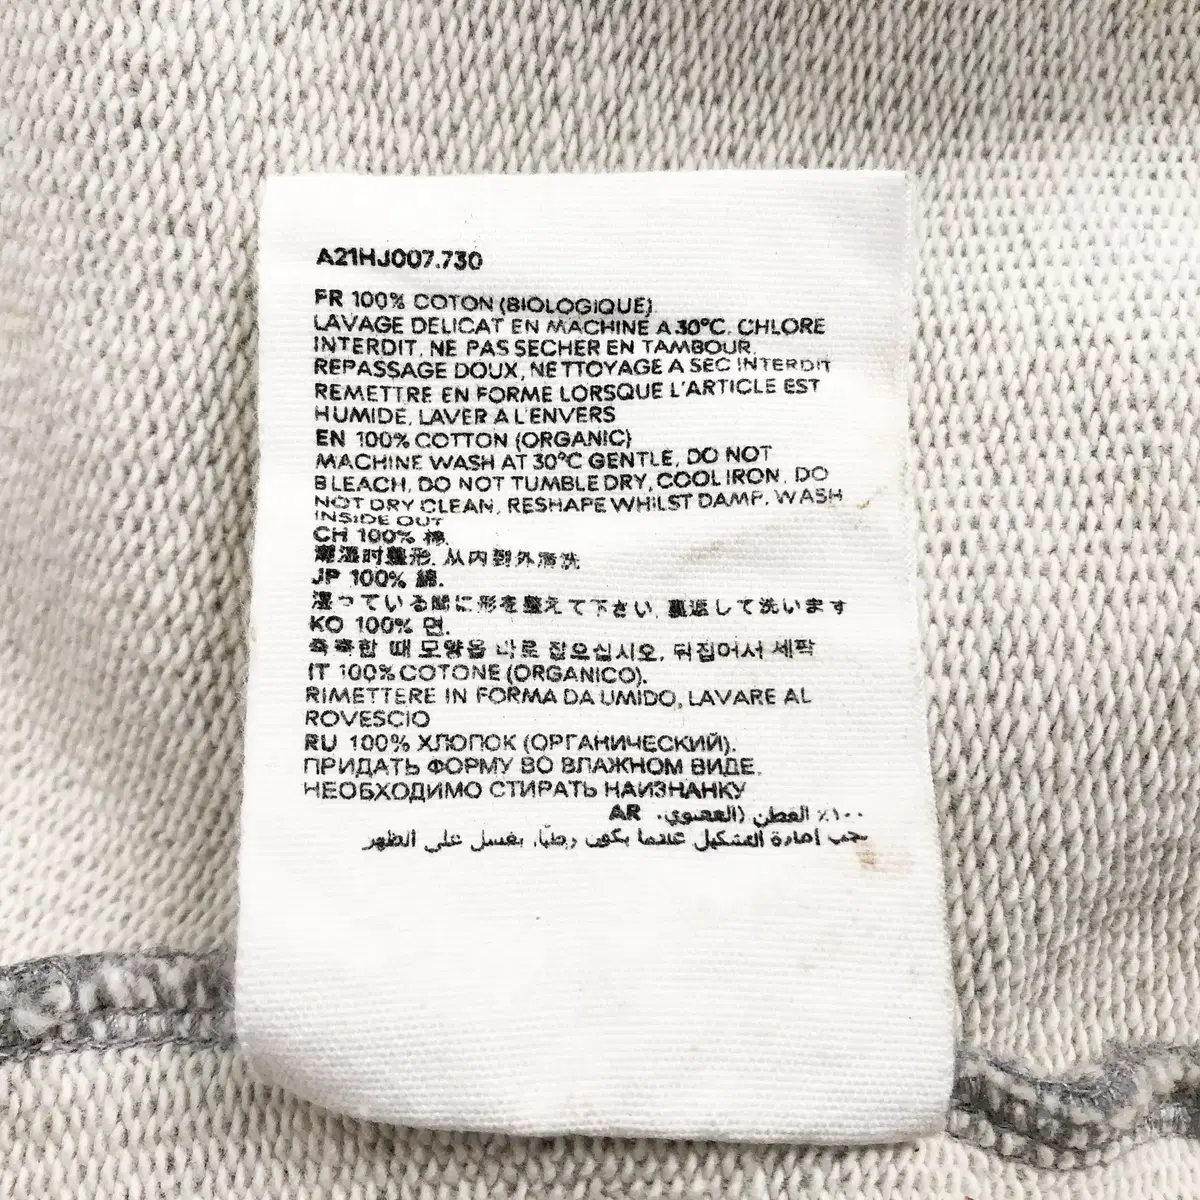 A21HJ007.730
FR 100% COTON (BIOLOGIQUE).
LAVAGE DELICAT EN MACHINE A 30°C, CHLORE
INTERDIT, NE PAS SECHER EN TAMBOUR,
REPASSAGE DOUX, NETTOYAGE A SEC INTERDIT
REMETTRE EN FORME LORSQUE L'ARTICLE EST
HUMIDE, LAVER A L'ENVERS
EN 100% COTTON (ORGANIC)
MACHINE WASH AT 30°C GENTLE, DO NOT
BLEACH, DO NOT TUMBLE DRY, COOL IRON, DO
NOT DRY CLEAN, RESHAPE WHILST DAMP, WASH
INSIDE OUT
CH 100% 棉.
潮湿时整形, 从内到外清洗
JP 100% 綿.
湿っている時に形を整えて下さい, 裏返して洗います
KO 100% 면.
축축할 때 모양을 바로 잡으십시오, 뒤집어서 세탁
IT 100% COTONE (ORGANICO).
RIMETTERE IN FORMA DA UMIDO, LAVARE AL
ROVESCIO
RU 100% ХЛОПОК (ОРГАНИЧЕСКИЙ).
ПРИДАТЬ ФОРМУ ВО ВЛАЖНОМ ВИДЕ,
НЕОБХОДИМО СТИРАТЬ НАИЗНАНКУ
١٠٠٪ القطن (العضوي). AR
يجب إعادة التشكيل عندما يكون رطبًا, يغسل على الظهر